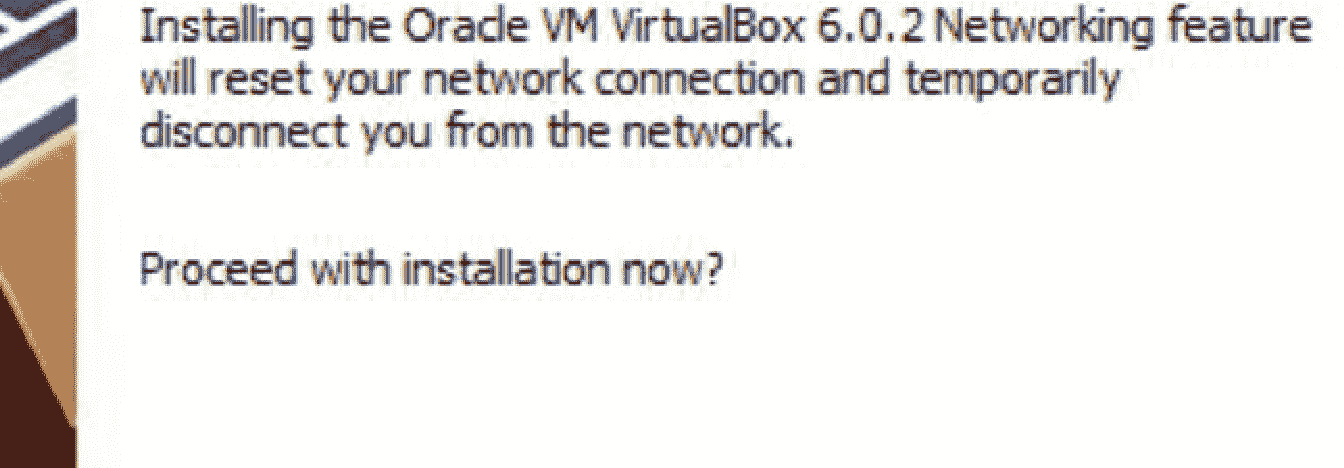 Installing the Oracle VM VirtualBox 6.0.2 Networking feature
will reset your network connection and temporarily
disconnect you from the network.
Proceed with installation now?